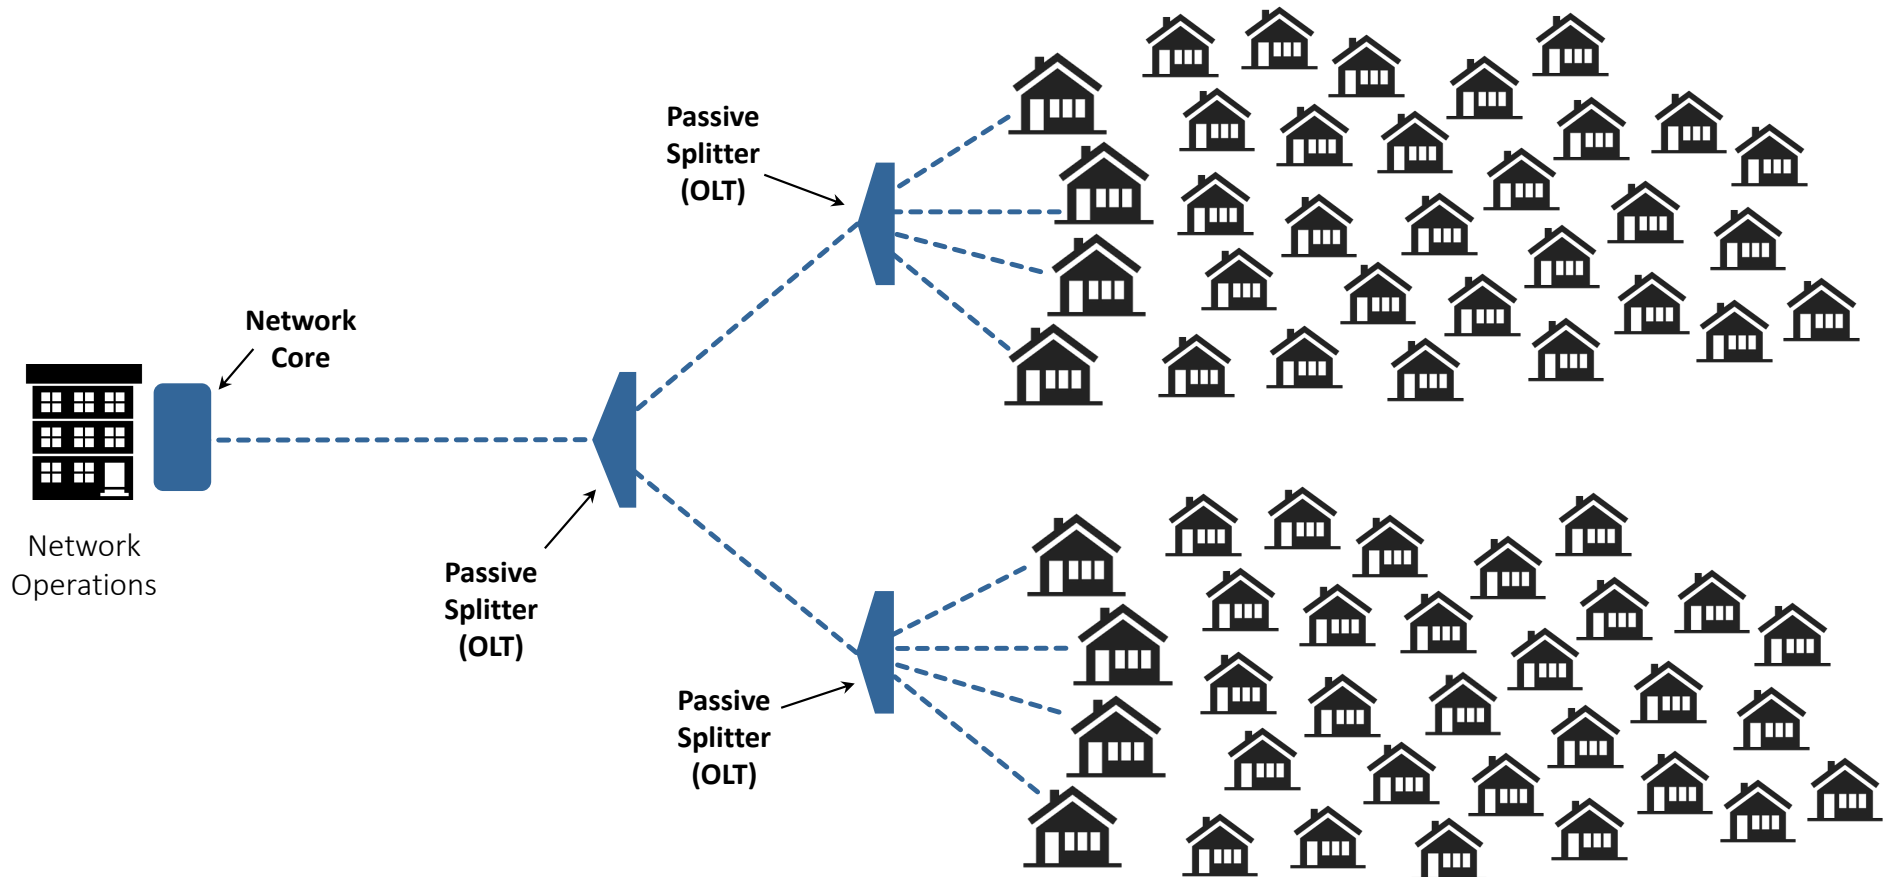 Passive
Splitter
(OLT)
Network
Core
Network
Operations
Passive
Splitter
(OLT)
Passive
Splitter
(OLT)